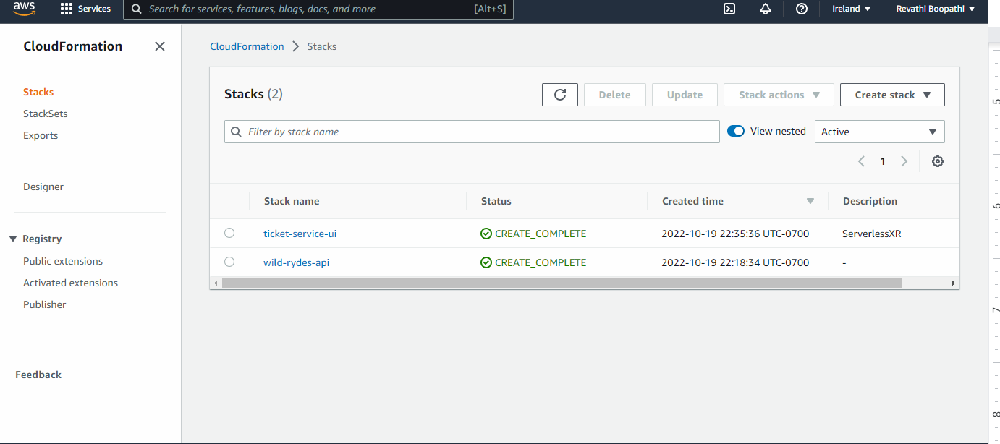 aws
Services
Search for services, features, blogs, docs, and more [Alt+S]
Ireland ▼
Revathi Boopathi ▼
CloudFormation
Stacks
StackSets
Exports
Designer
Registry
Public extensions
Activated extensions
Publisher
Feedback
CloudFormation > Stacks
Stacks (2)
Delete
Update
Stack actions ▼
Create stack ▼
Filter by stack name
View nested
Active
1
Stack name Status Created time Description
ticket-service-ui CREATE_COMPLETE 2022-10-19 22:35:36 UTC-0700 ServerlessXR
wild-rydes-api CREATE_COMPLETE 2022-10-19 22:18:34 UTC-0700 -
5
6
7
8